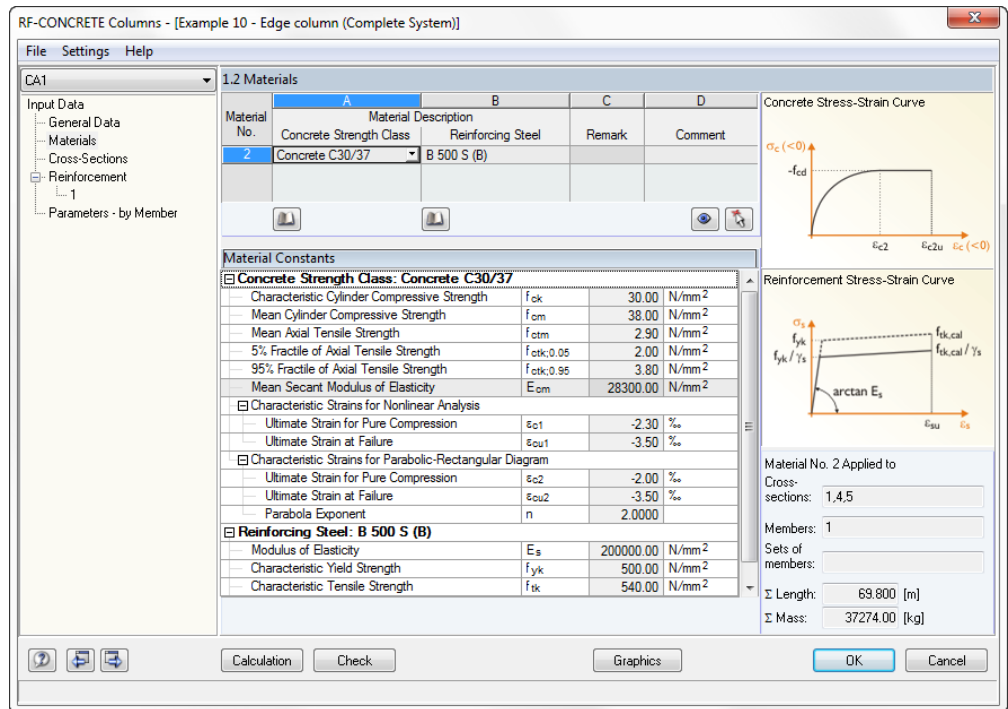 RF-CONCRETE Columns - [Example 10 - Edge column (Complete System)]
File Settings Help
CA1
Input Data
General Data
Materials
Cross-Sections
Reinforcement
1
Parameters - by Member
1.2 Materials
A B C D
Material No. Material Description
Concrete Strength Class Reinforcing Steel Remark Comment
2 Concrete C30/37 B 500 S (B)
Material Constants
Concrete Strength Class: Concrete C30/37
Characteristic Cylinder Compressive Strength fck 30.00 N/mm2
Mean Cylinder Compressive Strength fcm 38.00 N/mm2
Mean Axial Tensile Strength fctm 2.90 N/mm2
5% Fractile of Axial Tensile Strength fctk;0.05 2.00 N/mm2
95% Fractile of Axial Tensile Strength fctk;0.95 3.80 N/mm2
Mean Secant Modulus of Elasticity Ecm 28300.00 N/mm2
Characteristic Strains for Nonlinear Analysis
Ultimate Strain for Pure Compression εc1 -2.30 ‰
Ultimate Strain at Failure εcu1 -3.50 ‰
Characteristic Strains for Parabolic-Rectangular Diagram
Ultimate Strain for Pure Compression εc2 -2.00 ‰
Ultimate Strain at Failure εcu2 -3.50 ‰
Parabola Exponent n 2.0000
Reinforcing Steel: B 500 S (B)
Modulus of Elasticity Es 200000.00 N/mm2
Characteristic Yield Strength fyk 500.00 N/mm2
Characteristic Tensile Strength ftk 540.00 N/mm2
Concrete Stress-Strain Curve
σc (<0)
-fcd
εc2 εc2u εc (<0)
Reinforcement Stress-Strain Curve
σs
fyk
fyk / γs
ftk,cal
ftk,cal / γs
arctan Es
εsu εs
Material No. 2 Applied to
Cross-
sections: 1,4,5
Members: 1
Sets of
members:
Σ Length: 69.800 [m]
Σ Mass: 37274.00 [kg]
Calculation Check Graphics OK Cancel